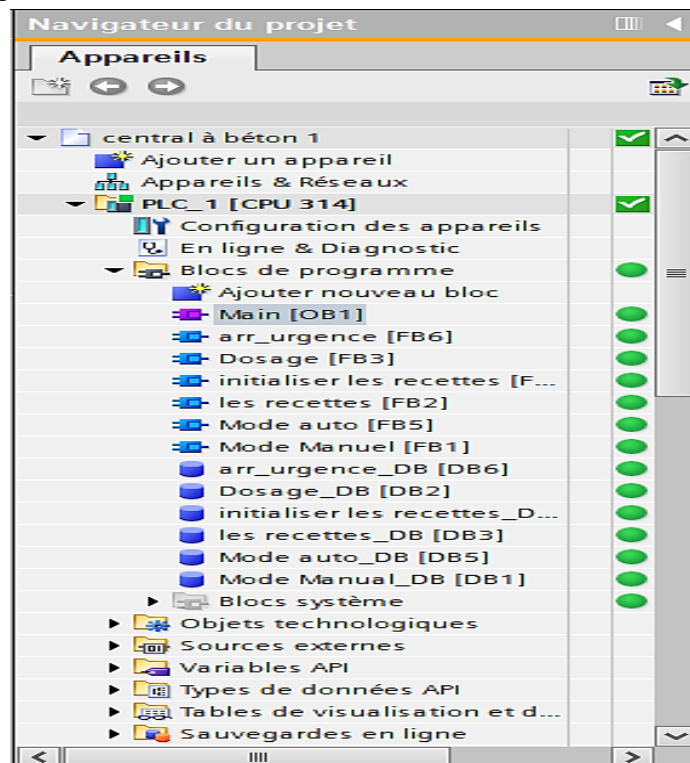 Navigateur du projet
Appareils
central à béton 1
Ajouter un appareil
Appareils & Réseaux
PLC_1 [CPU 314]
Configuration des appareils
En ligne & Diagnostic
Blocs de programme
Ajouter nouveau bloc
Main [OB1]
arr_urgence [FB6]
Dosage [FB3]
initialiser les recettes [F...
les recettes [FB2]
Mode auto [FB5]
Mode Manuel [FB1]
arr_urgence_DB [DB6]
Dosage_DB [DB2]
initialiser les recettes_D...
les recettes_DB [DB3]
Mode auto_DB [DB5]
Mode Manual_DB [DB1]
Blocs système
Objets technologiques
Sources externes
Variables API
Types de données API
Tables de visualisation et d...
Sauvegardes en ligne